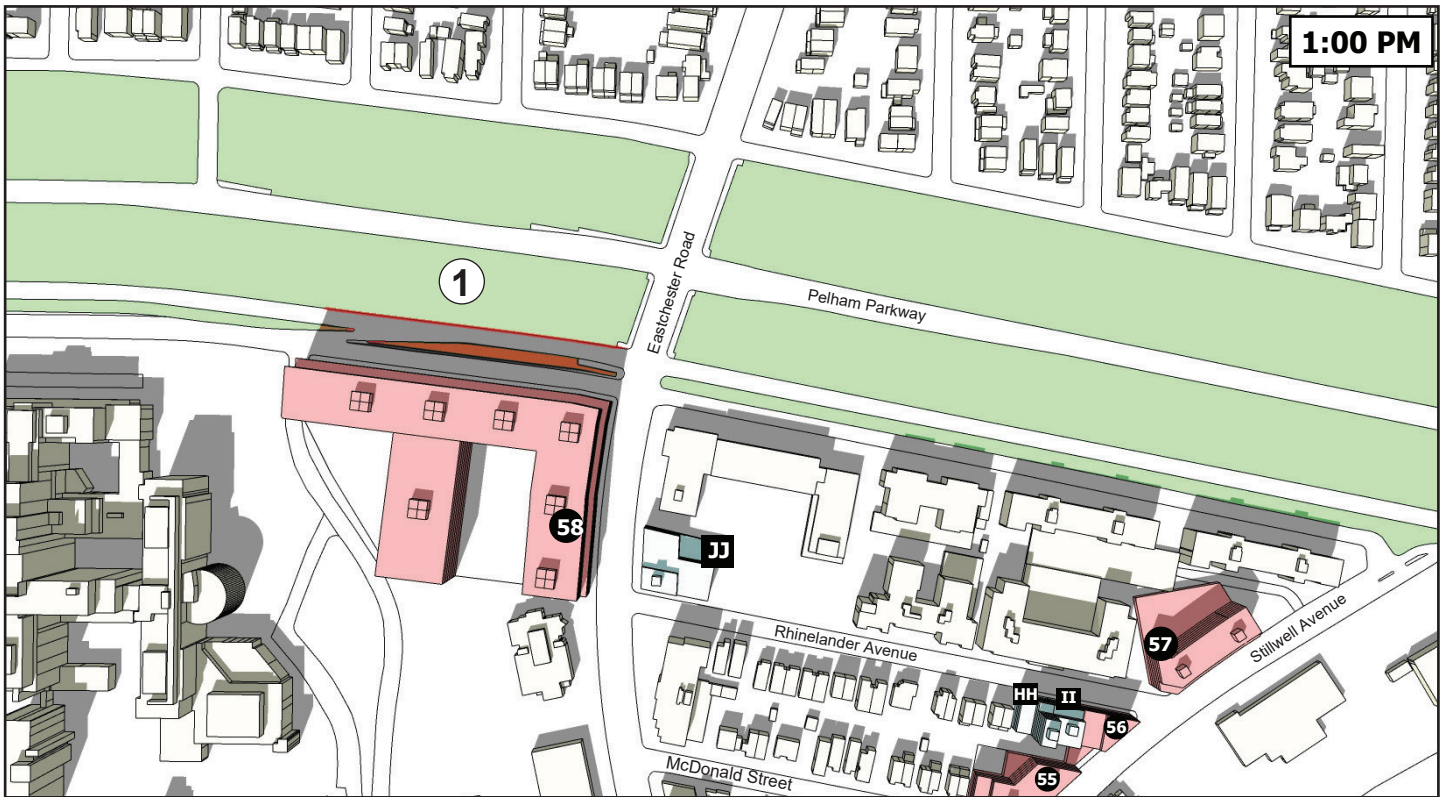 1:00 PM
1
Eastchester Road
Pelham Parkway
58
JJ
Rhinelander Avenue
57
Stillwell Avenue
HH
II
56
McDonald Street
55